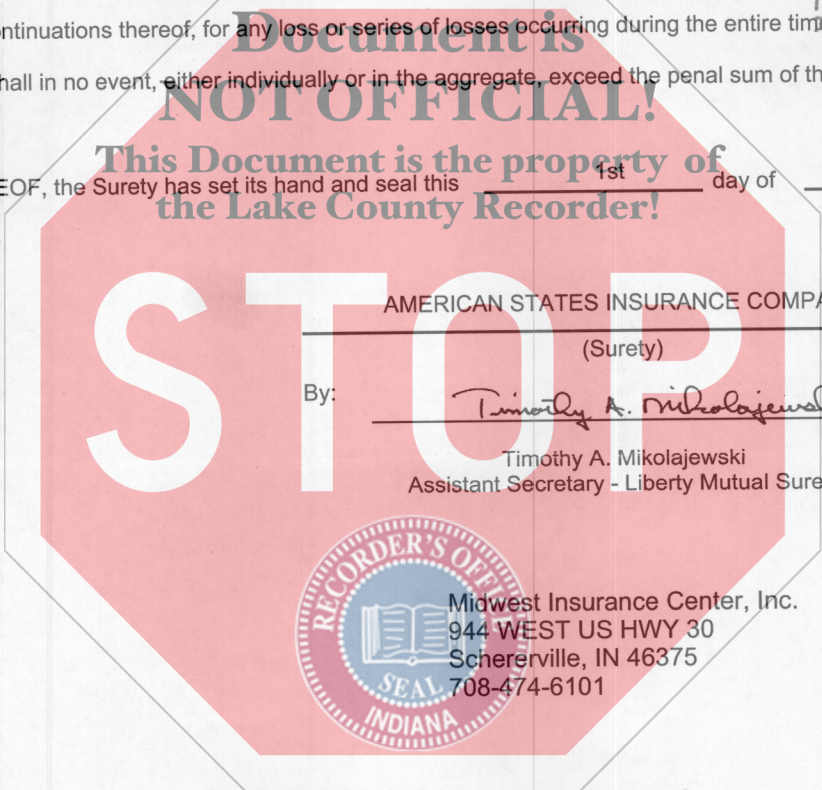 ntinuations thereof, for any loss or series of losses occurring during the entire tim
Document is
hall in no event, either individually or in the aggregate, exceed the penal sum of th
NOT OFFICIAL!
This Document is the property of
EOF, the Surety has set its hand and seal this 1st day of
the Lake County Recorder!
STOP
AMERICAN STATES INSURANCE COMPA
(Surety)
By: Timothy A. Mikolajewsk
Timothy A. Mikolajewski
Assistant Secretary - Liberty Mutual Sure
RECORDER'S OFFICE
SEAL
INDIANA
Midwest Insurance Center, Inc.
944 WEST US HWY 30
Schererville, IN 46375
708-474-6101